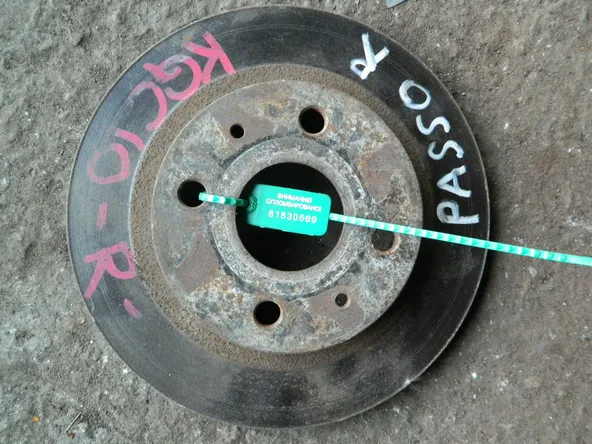 KGC10-R
PASSO
R
ВНИМАНИЕ!
ОПЛОМБИРОВАНО!
81530669